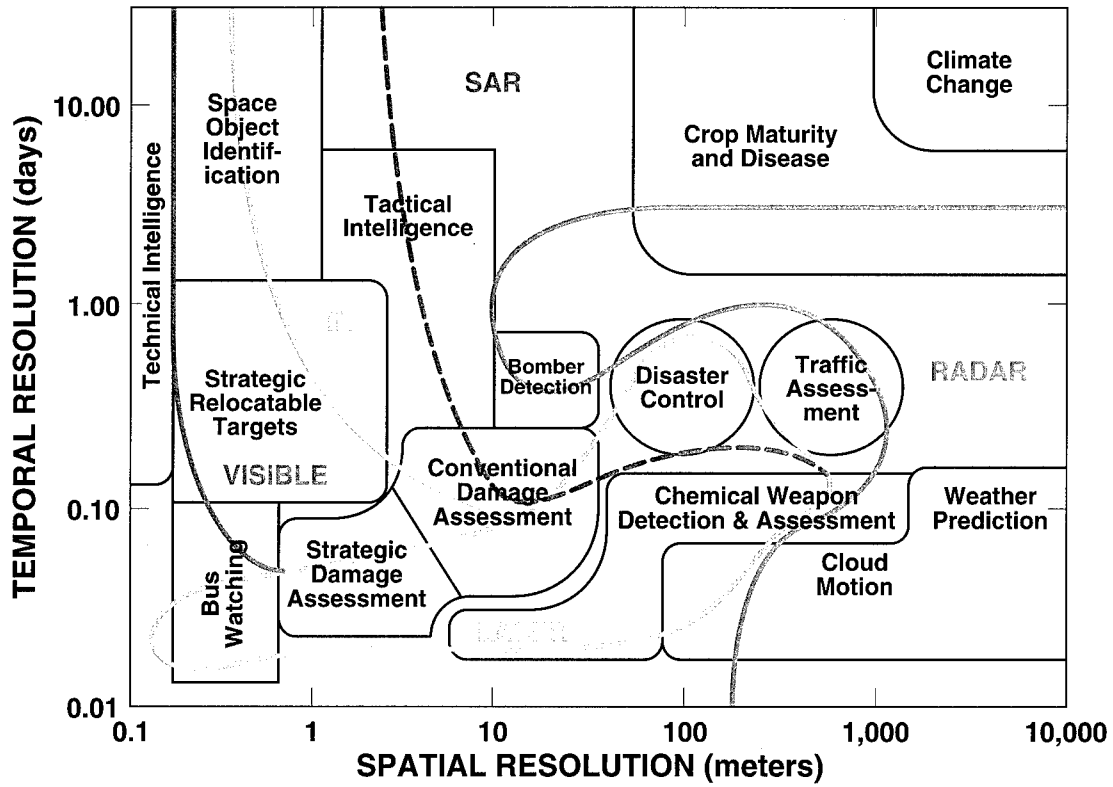 TEMPORAL RESOLUTION (days)
10.00
1.00
0.10
0.01
Technical Intelligence
Space
Object
Identif-
ication
SAR
Climate
Change
Crop Maturity
and Disease
Tactical
Intelligence
Strategic
Relocatable
Targets
VISIBLE
Bomber
Detection
Disaster
Control
Traffic
Assess-
ment
RADAR
Conventional
Damage
Assessment
Chemical Weapon
Detection & Assessment
Weather
Prediction
Bus
Watching
Strategic
Damage
Assessment
Cloud
Motion
0.1
1
10
100
1,000
10,000
SPATIAL RESOLUTION (meters)